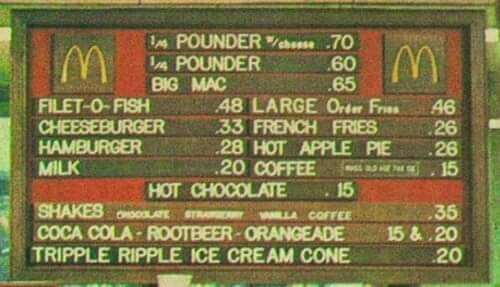 1/4 POUNDER W/cheese .70
1/4 POUNDER .60
BIG MAC .65
FILET-O-FISH .48 LARGE Order Fries .46
CHEESEBURGER .33 FRENCH FRIES .26
HAMBURGER .28 HOT APPLE PIE .26
MILK .20 COFFEE .15
HOT CHOCOLATE .15
SHAKES CHOCOLATE STRAWBERRY VANILLA COFFEE .35
COCA COLA - ROOTBEER - ORANGEADE 15 & .20
TRIPPLE RIPPLE ICE CREAM CONE .20